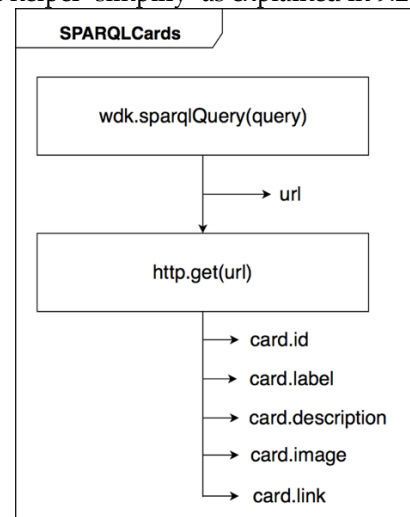 SPARQLCards
wdk.sparqlQuery(query)
url
http.get(url)
card.id
card.label
card.description
card.image
card.link